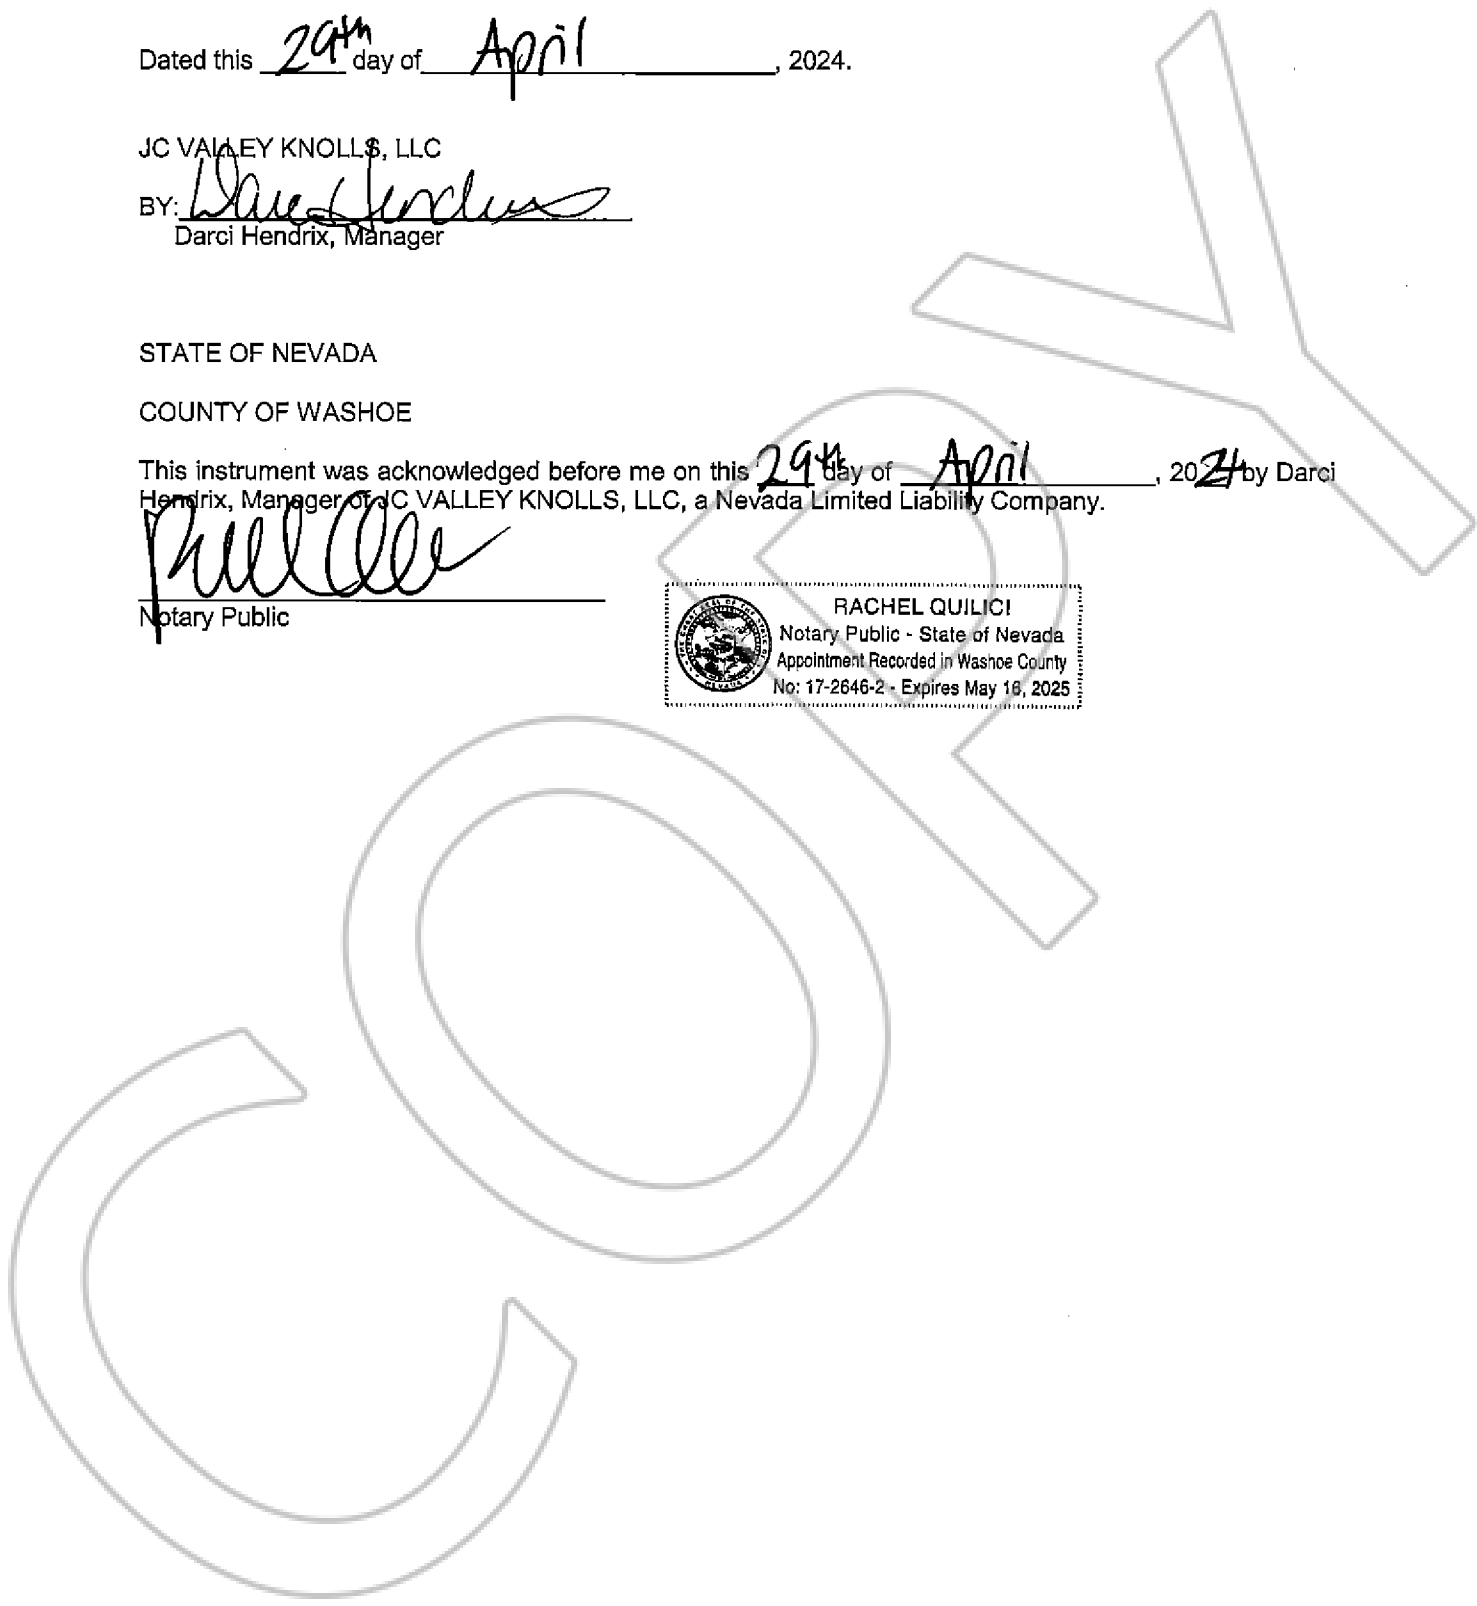 Dated this 29th day of April, 2024.
JC VALLEY KNOLLS, LLC
BY: Darci Hendrix
Darci Hendrix, Manager
STATE OF NEVADA
COUNTY OF WASHOE
This instrument was acknowledged before me on this 29th day of April, 2024 by Darci
Hendrix, Manager of JC VALLEY KNOLLS, LLC, a Nevada Limited Liability Company.
Notary Public
RACHEL QUILICI
Notary Public - State of Nevada
Appointment Recorded in Washoe County
No: 17-2646-2 - Expires May 16, 2025
COPY